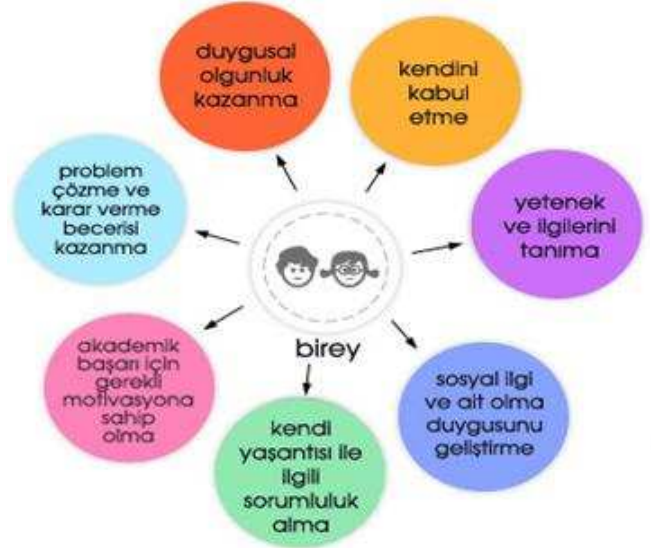 duygusal
olgunluk
kazanma
kendini
kabul
etme
problem
çözme ve
karar verme
becerisi
kazanma
yetenek
ve ilgilerini
tanıma
birey
akademik
başarı için
gerekli
motivasyona
sahip
olma
sosyal ilgi
ve ait olma
duygusunu
geliştirme
kendi
yaşantısı ile
ilgili
sorumluluk
alma